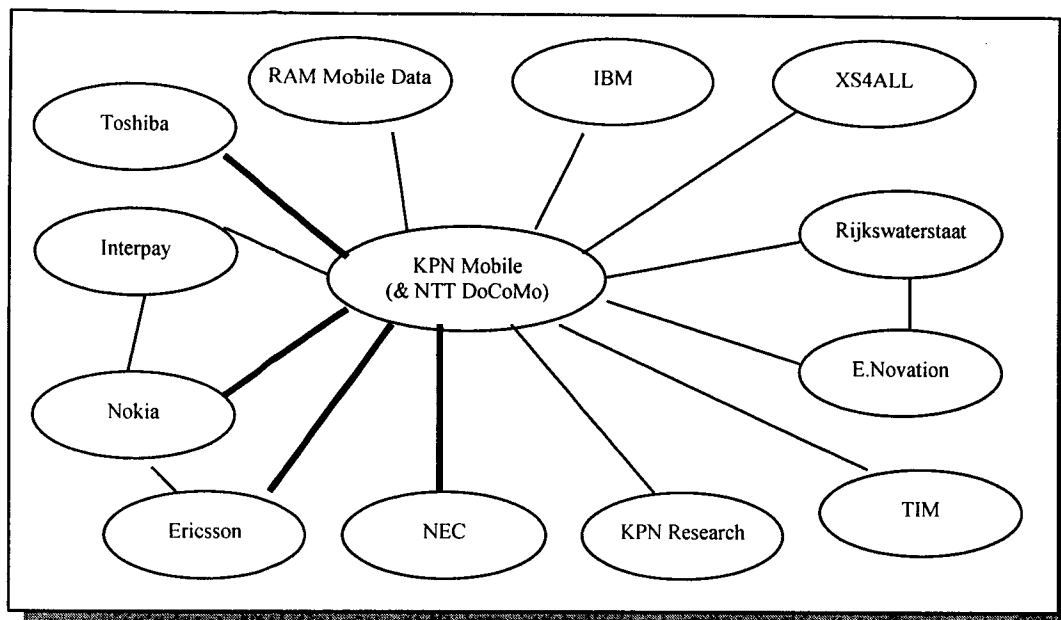 RAM Mobile Data
IBM
XS4ALL
Toshiba
Interpay
Rijkswaterstaat
KPN Mobile
(& NTT DoCoMo)
E.Novation
Nokia
TIM
Ericsson
NEC
KPN Research